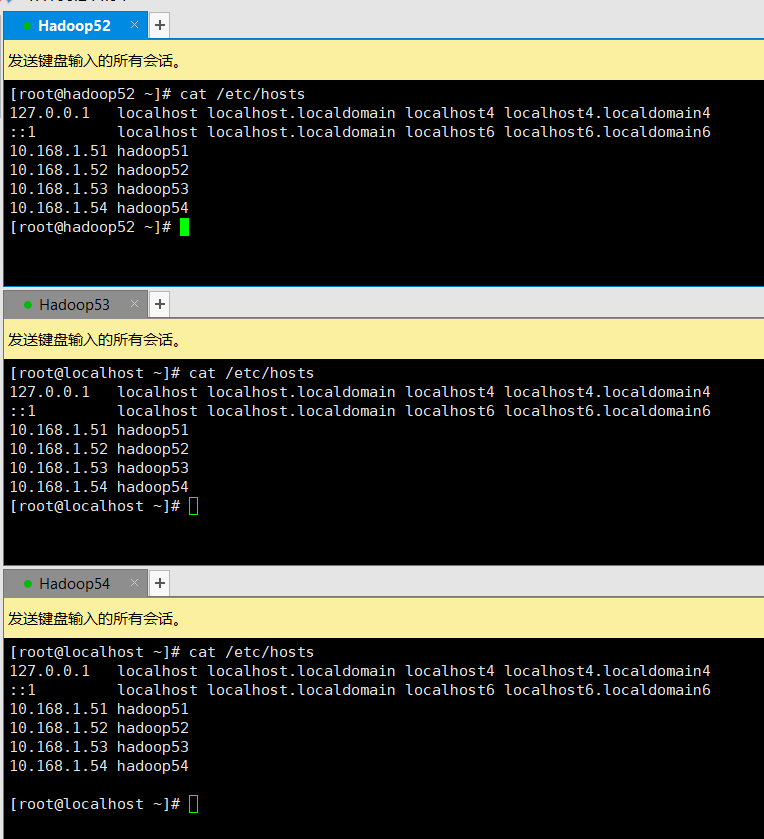 Hadoop52 × +
发送键盘输入的所有会话。
[root@hadoop52 ~]# cat /etc/hosts
127.0.0.1   localhost localhost.localdomain localhost4 localhost4.localdomain4
::1         localhost localhost.localdomain localhost6 localhost6.localdomain6
10.168.1.51 hadoop51
10.168.1.52 hadoop52
10.168.1.53 hadoop53
10.168.1.54 hadoop54
[root@hadoop52 ~]#
Hadoop53 × +
发送键盘输入的所有会话。
[root@localhost ~]# cat /etc/hosts
127.0.0.1   localhost localhost.localdomain localhost4 localhost4.localdomain4
::1         localhost localhost.localdomain localhost6 localhost6.localdomain6
10.168.1.51 hadoop51
10.168.1.52 hadoop52
10.168.1.53 hadoop53
10.168.1.54 hadoop54
[root@localhost ~]#
Hadoop54 × +
发送键盘输入的所有会话。
[root@localhost ~]# cat /etc/hosts
127.0.0.1   localhost localhost.localdomain localhost4 localhost4.localdomain4
::1         localhost localhost.localdomain localhost6 localhost6.localdomain6
10.168.1.51 hadoop51
10.168.1.52 hadoop52
10.168.1.53 hadoop53
10.168.1.54 hadoop54
[root@localhost ~]#